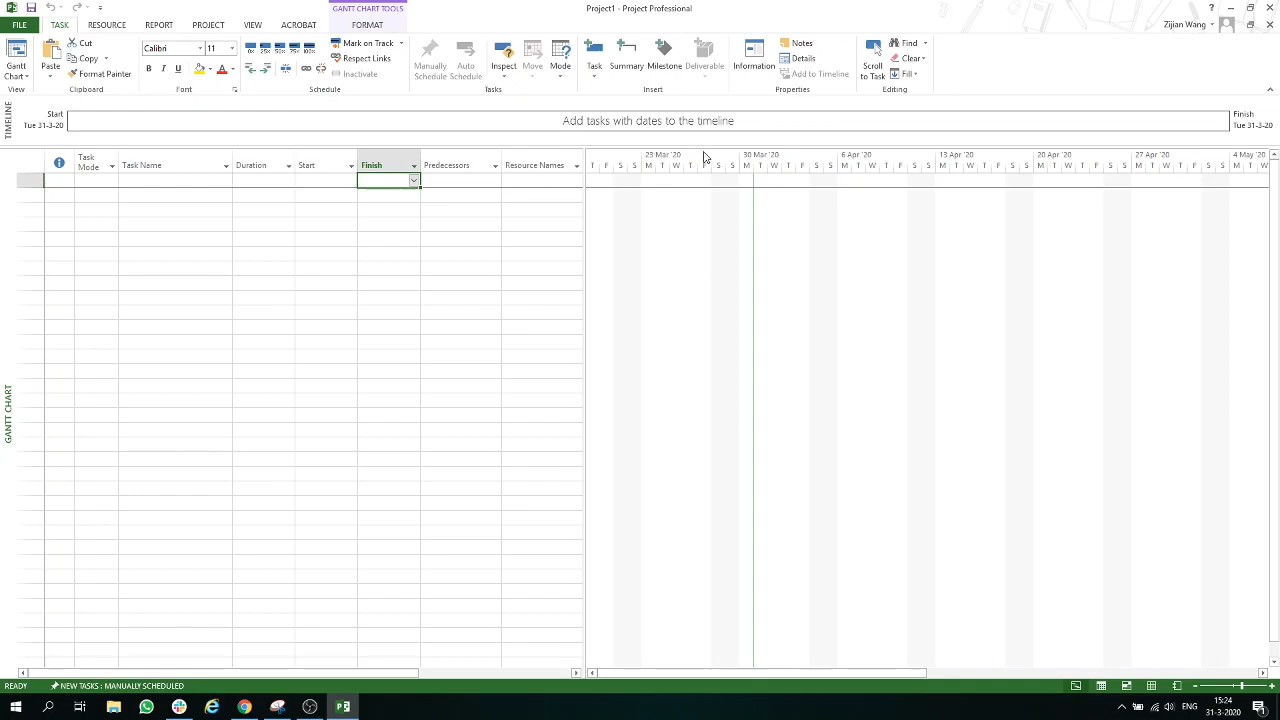 GANTT CHART TOOLS
Project1 - Project Professional
FILE TASK RESOURCE REPORT PROJECT VIEW ACROBAT FORMAT
Zijian Wang
Gantt Chart
View
Paste
Cut
Copy
Format Painter
Clipboard
Calibri 11
B I U A
Font
0% 25% 50% 75% 100%
Mark on Track
Respect Links
Inactivate
Schedule
Manually Schedule
Auto Schedule
Inspect
Move
Mode
Tasks
Task
Summary
Milestone
Deliverable
Insert
Information
Notes
Details
Add to Timeline
Properties
Scroll to Task
Find
Clear
Fill
Editing
TIMELINE
Start
Tue 31-3-20
Add tasks with dates to the timeline
Finish
Tue 31-3-20
Task Mode
Task Name
Duration
Start
Finish
Predecessors
Resource Names
23 Mar '20 30 Mar '20 6 Apr '20 13 Apr '20 20 Apr '20 27 Apr '20 4 May '20
T F S S M T W T F S S M T W T F S S M T W T F S S M T W T F S S M T W T F S S M T W T F S S M T W
GANTT CHART
READY NEW TASKS : MANUALLY SCHEDULED
ENG
15:24
31-3-2020